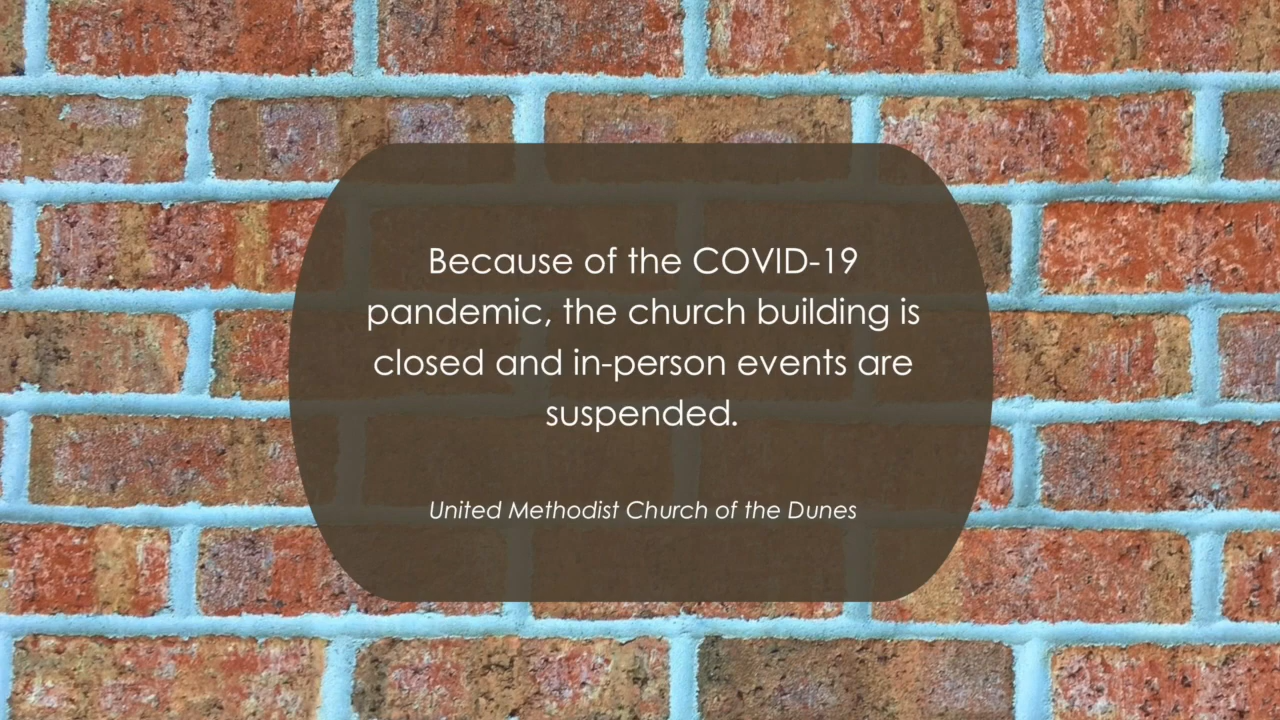 Because of the COVID-19
pandemic, the church building is
closed and in-person events are
suspended.
United Methodist Church of the Dunes